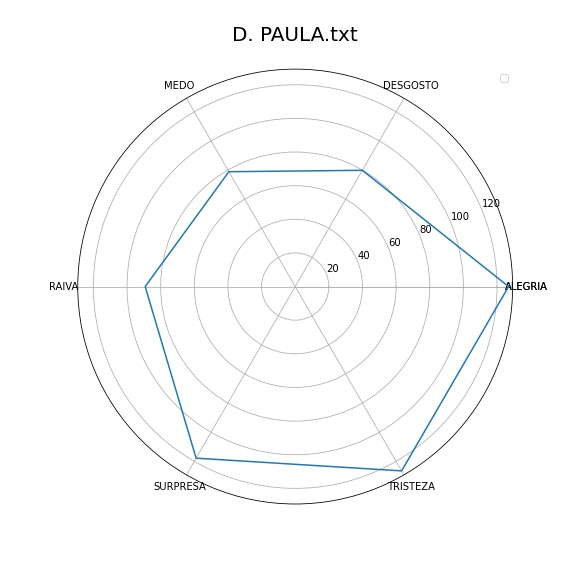 D. PAULA.txt
MEDO
DESGOSTO
120
100
80
60
40
20
RAIVA
ALEGRIA
SURPRESA
TRISTEZA